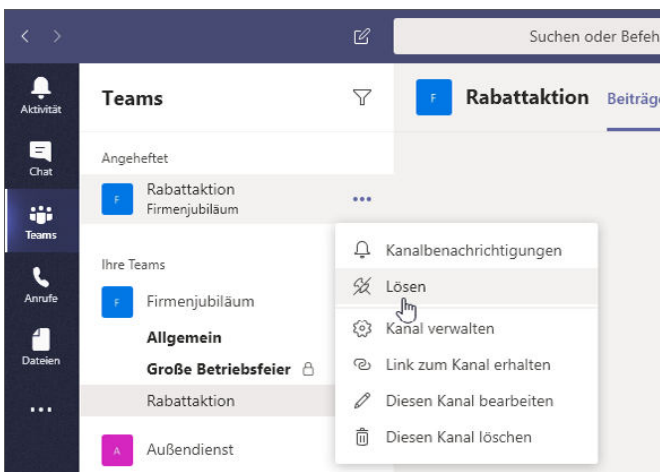 Suchen oder Befeh
Aktivität
Chat
Teams
Anrufe
Dateien
Teams
Angeheftet
F
Rabattaktion
Firmenjubiläum
Ihre Teams
F
Firmenjubiläum
Allgemein
Große Betriebsfeier
Rabattaktion
A
Außendienst
F
Rabattaktion
Beiträge
Kanalbenachrichtigungen
Lösen
Kanal verwalten
Link zum Kanal erhalten
Diesen Kanal bearbeiten
Diesen Kanal löschen